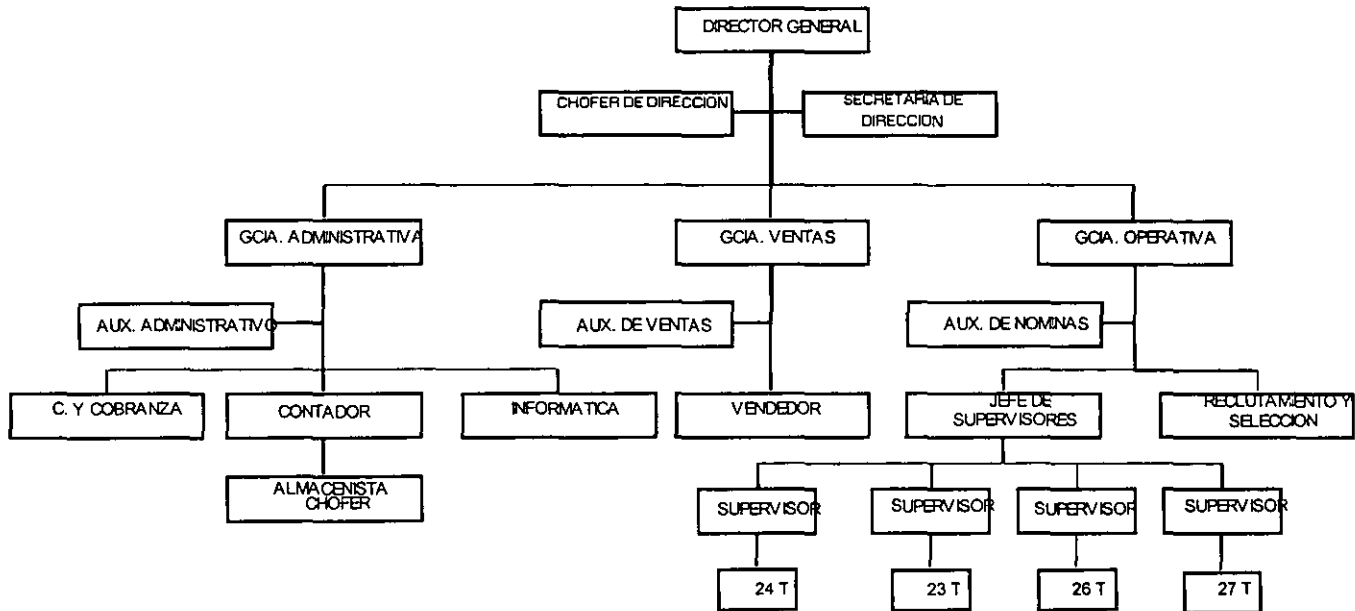 DIRECTOR GENERAL
CHOFER DE DIRECCION
SECRETARIA DE
DIRECCION
GCIA. ADMINISTRATIVA
GCIA. VENTAS
GCIA. OPERATIVA
AUX. ADMINISTRATIVO
AUX. DE VENTAS
AUX. DE NOMINAS
C. Y COBRANZA
CONTADOR
INFORMATICA
VENDEDOR
JEFE DE
SUPERVISORES
RECLUTAMIENTO Y
SELECCION
ALMACENISTA
CHOFER
SUPERVISOR
SUPERVISOR
SUPERVISOR
SUPERVISOR
24 T
23 T
26 T
27 T